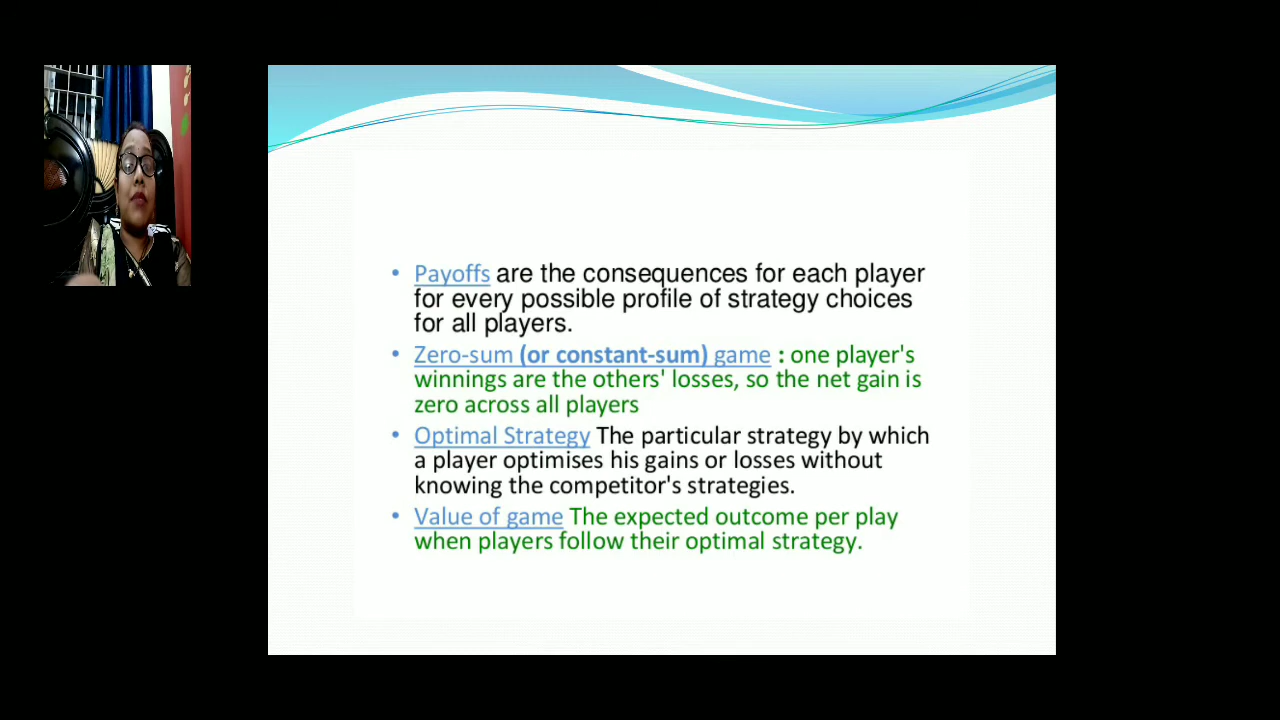 • Payoffs are the consequences for each player
for every possible profile of strategy choices
for all players.
• Zero-sum (or constant-sum) game : one player's
winnings are the others' losses, so the net gain is
zero across all players
• Optimal Strategy The particular strategy by which
a player optimises his gains or losses without
knowing the competitor's strategies.
• Value of game The expected outcome per play
when players follow their optimal strategy.